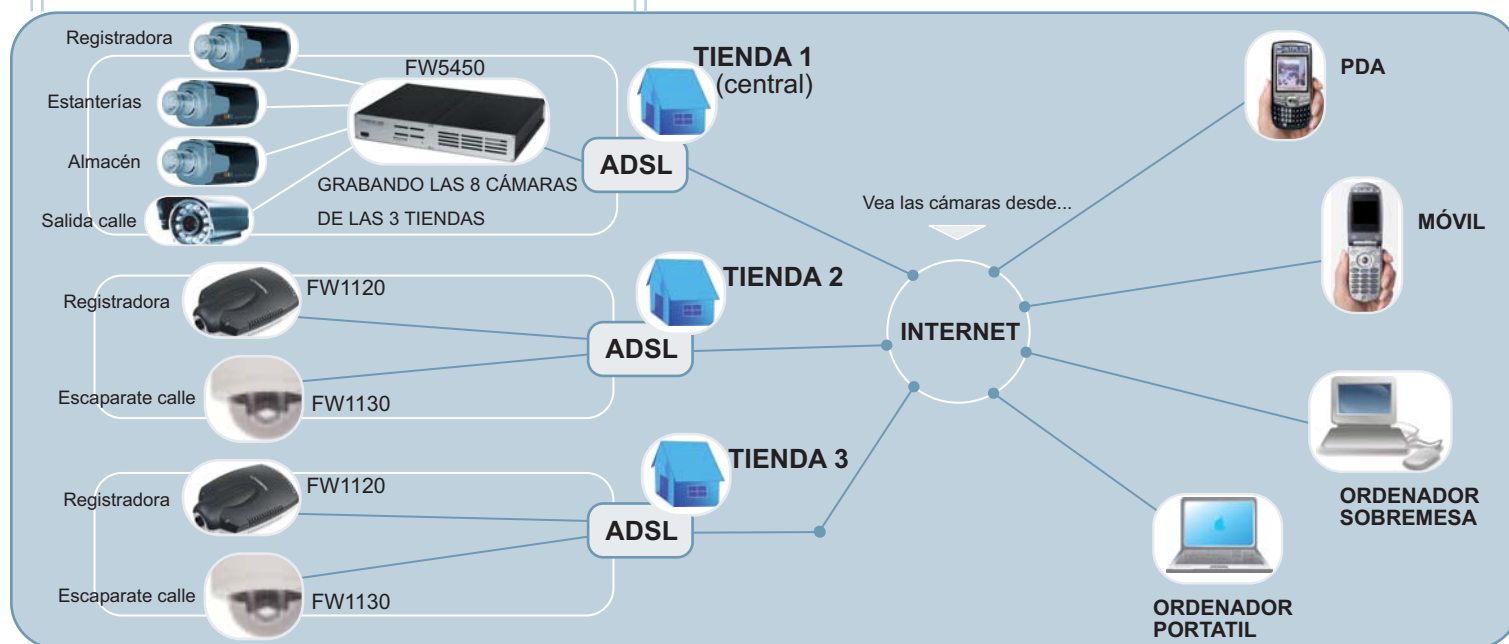 Registradora
FW5450
Estanterías
Almacén
Salida calle
GRABANDO LAS 8 CÁMARAS
DE LAS 3 TIENDAS
TIENDA 1
(central)
ADSL
Registradora
FW1120
Escaparate calle
FW1130
TIENDA 2
ADSL
Registradora
FW1120
Escaparate calle
FW1130
TIENDA 3
ADSL
Vea las cámaras desde...
INTERNET
PDA
MÓVIL
ORDENADOR
SOBREMESA
ORDENADOR
PORTATIL